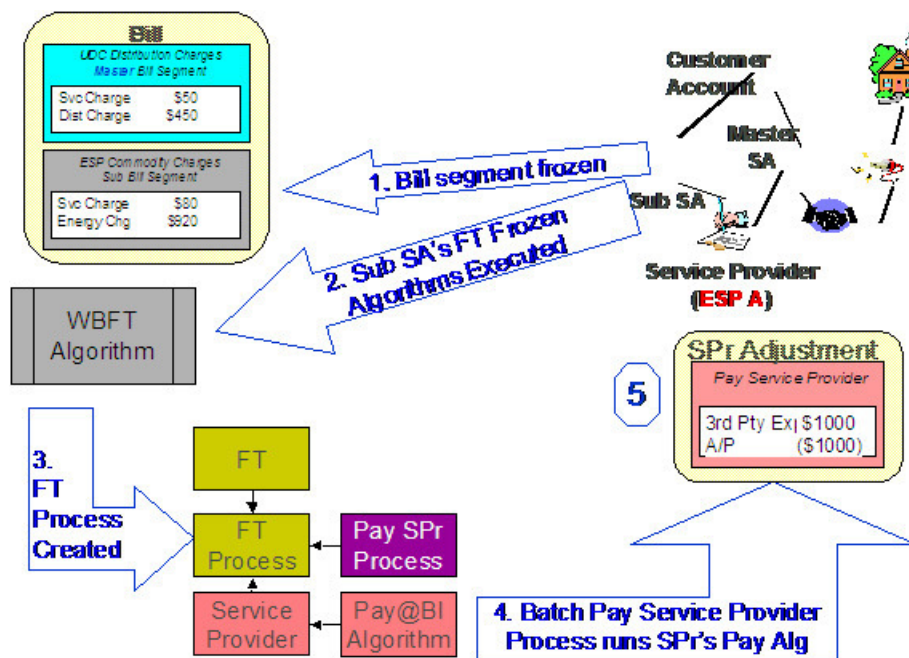 Bill
UDC Distribution Charges
Master Bill Segment
Svc Charge $50
Dist Charge $450
ESP Commodity Charges
Sub Bill Segment
Svc Charge $80
Energy Chg $920
Customer
Account
Master
SA
Sub SA
Service Provider
(ESP A)
1. Bill segment frozen
2. Sub SA's FT Frozen
Algorithms Executed
WBFT
Algorithm
SPr Adjustment
Pay Service Provider
3rd Pty Exp $1000
A/P ($1000)
5
3.
FT
Process
Created
FT
FT
Process
Pay SPr
Process
Service
Provider
Pay@BI
Algorithm
4. Batch Pay Service Provider
Process runs SPr's Pay Alg